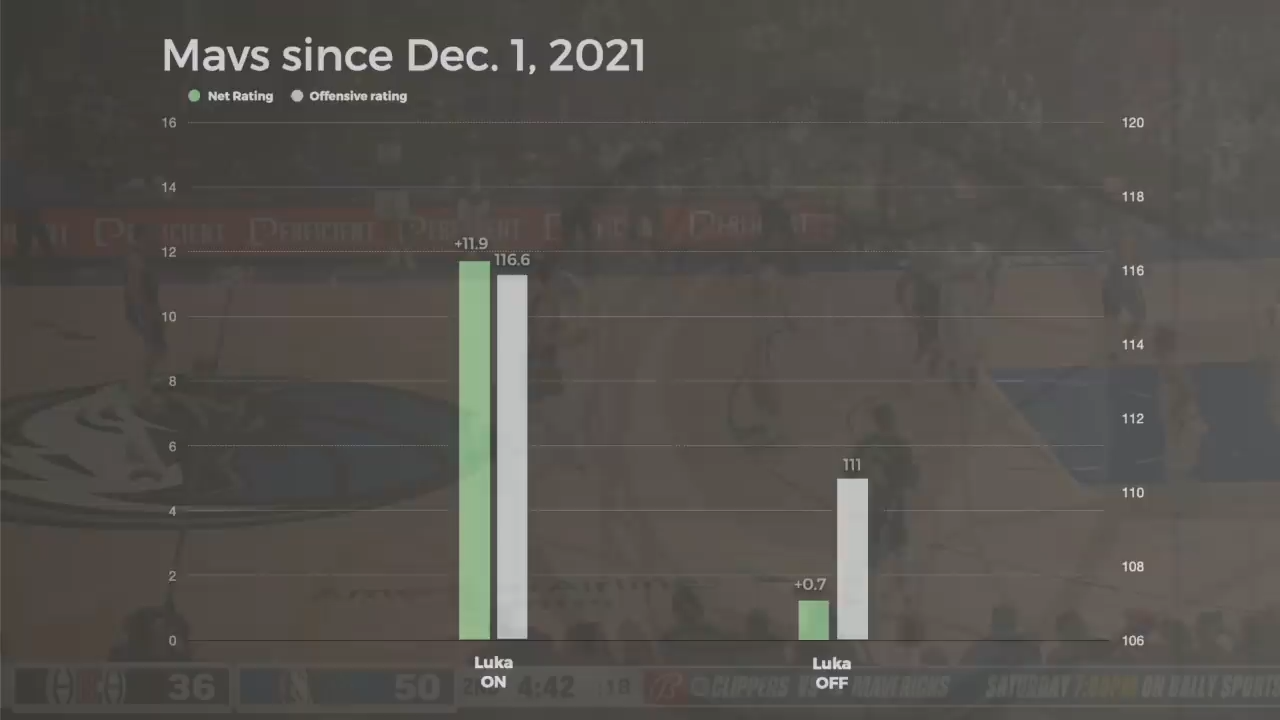 Mavs since Dec. 1, 2021
Net Rating Offensive rating
16 120
14 118
12 116
10 114
8 112
6 110
4 108
2 106
0
+11.9 116.6
+0.7 111
Luka ON
Luka OFF
36 50 4:42 :18 CLIPPERS VS MAVERICKS SATURDAY ON BALLY SPORTS